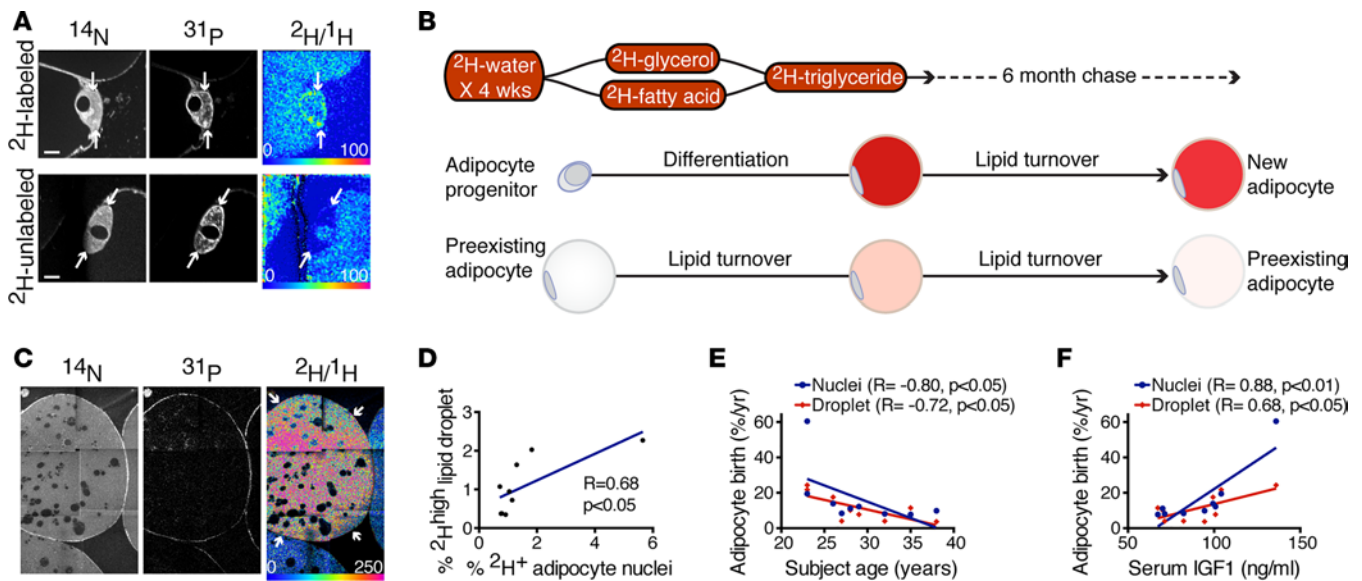 A
14N 31P 2H/1H
2H-labeled
0 100
2H-unlabeled
0 100
B
2H-water
X 4 wks
2H-glycerol
2H-fatty acid
2H-triglyceride
6 month chase
Adipocyte
progenitor
Differentiation
Lipid turnover
New
adipocyte
Preexisting
adipocyte
Lipid turnover
Lipid turnover
Preexisting
adipocyte
C
14N 31P 2H/1H
0 250
D
% 2Hhigh lipid droplet
3
2
1
0
R=0.68
p<0.05
0 2 4 6
% 2H+ adipocyte nuclei
E
Nuclei (R= -0.80, p<0.05)
Droplet (R= -0.72, p<0.05)
Adipocyte birth (%/yr)
60
40
20
0
20 25 30 35 40
Subject age (years)
F
Nuclei (R= 0.88, p<0.01)
Droplet (R= 0.68, p<0.05)
Adipocyte birth (%/yr)
60
40
20
0
50 100 150
Serum IGF1 (ng/ml)